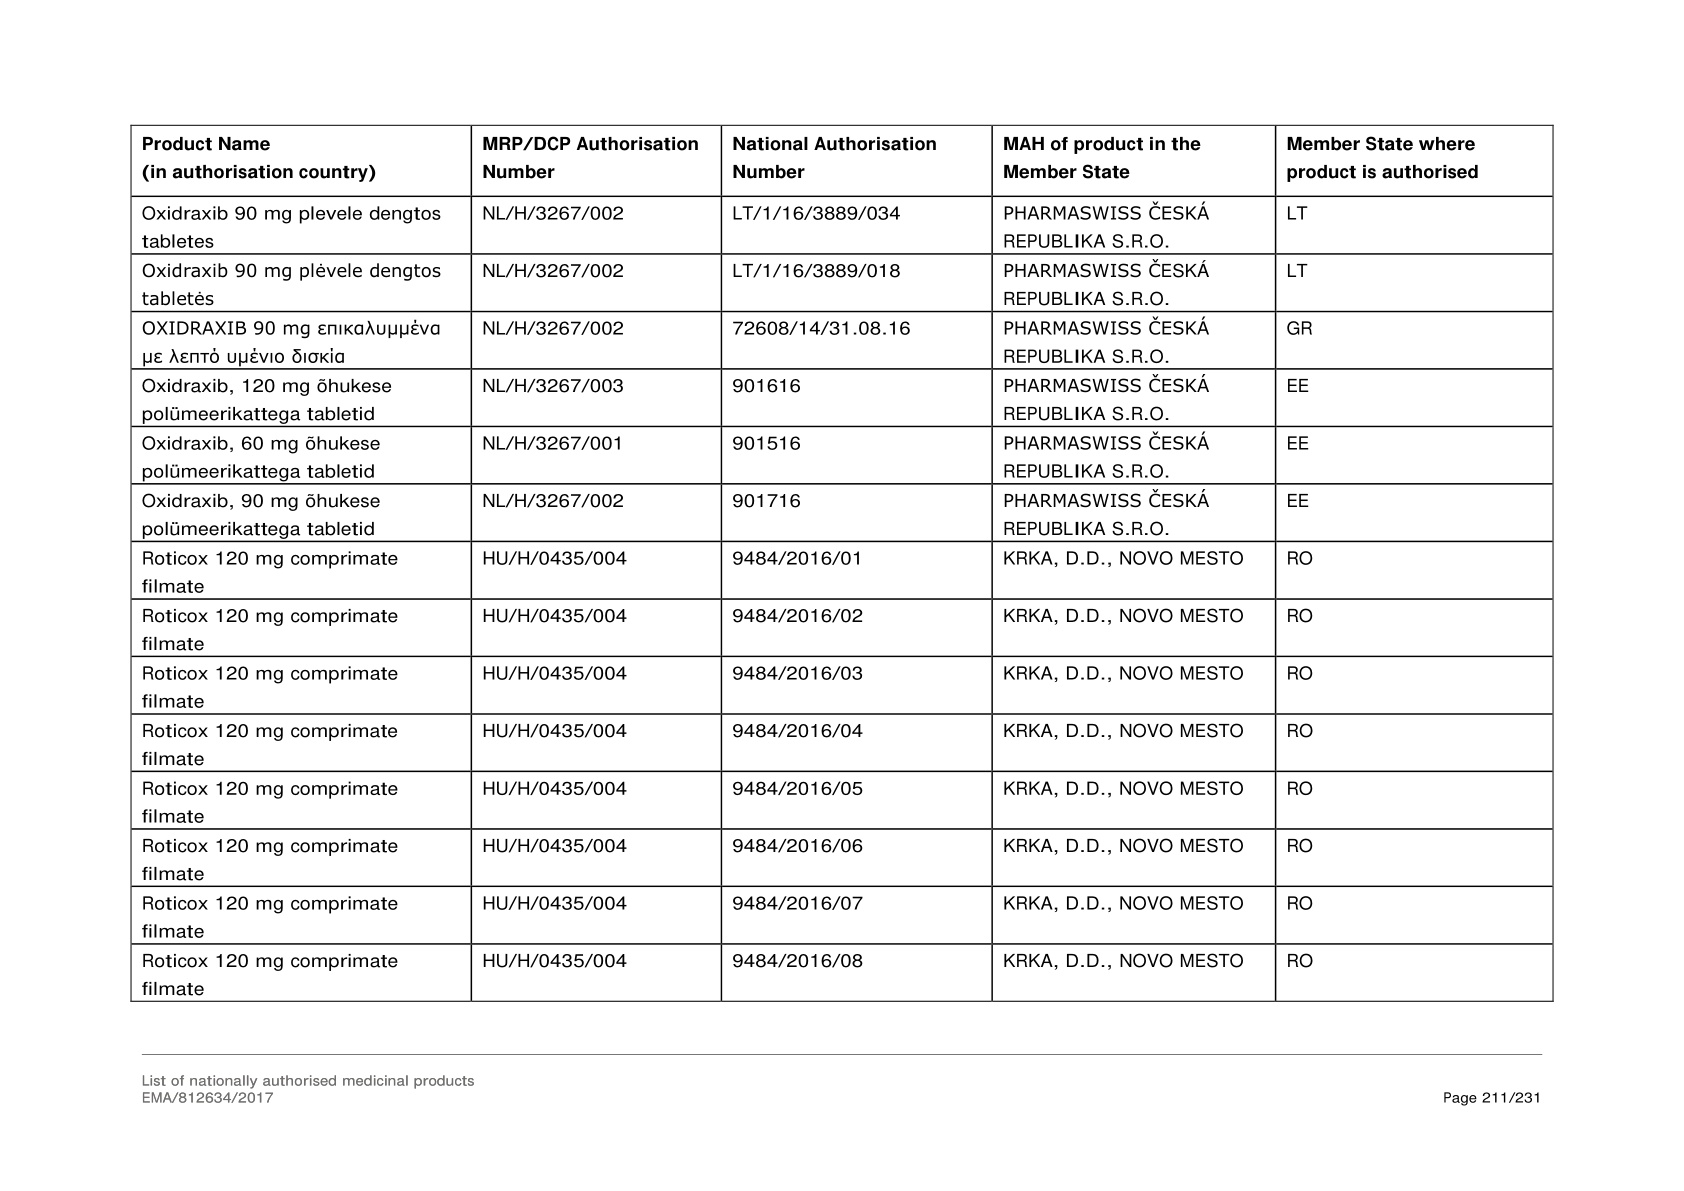 Product Name
(in authorisation country)
MRP/DCP Authorisation
Number
National Authorisation
Number
MAH of product in the
Member State
Member State where
product is authorised
Oxidraxib 90 mg plevele dengtos
tabletes
NL/H/3267/002
LT/1/16/3889/034
PHARMASWISS ČESKÁ
REPUBLIKA S.R.O.
LT
Oxidraxib 90 mg plėvele dengtos
tabletės
NL/H/3267/002
LT/1/16/3889/018
PHARMASWISS ČESKÁ
REPUBLIKA S.R.O.
LT
OXIDRAXIB 90 mg επικαλυμμένα
με λεπτό υμένιο δισκία
NL/H/3267/002
72608/14/31.08.16
PHARMASWISS ČESKÁ
REPUBLIKA S.R.O.
GR
Oxidraxib, 120 mg õhukese
polümeerikattega tabletid
NL/H/3267/003
901616
PHARMASWISS ČESKÁ
REPUBLIKA S.R.O.
EE
Oxidraxib, 60 mg õhukese
polümeerikattega tabletid
NL/H/3267/001
901516
PHARMASWISS ČESKÁ
REPUBLIKA S.R.O.
EE
Oxidraxib, 90 mg õhukese
polümeerikattega tabletid
NL/H/3267/002
901716
PHARMASWISS ČESKÁ
REPUBLIKA S.R.O.
EE
Roticox 120 mg comprimate
filmate
HU/H/0435/004
9484/2016/01
KRKA, D.D., NOVO MESTO
RO
Roticox 120 mg comprimate
filmate
HU/H/0435/004
9484/2016/02
KRKA, D.D., NOVO MESTO
RO
Roticox 120 mg comprimate
filmate
HU/H/0435/004
9484/2016/03
KRKA, D.D., NOVO MESTO
RO
Roticox 120 mg comprimate
filmate
HU/H/0435/004
9484/2016/04
KRKA, D.D., NOVO MESTO
RO
Roticox 120 mg comprimate
filmate
HU/H/0435/004
9484/2016/05
KRKA, D.D., NOVO MESTO
RO
Roticox 120 mg comprimate
filmate
HU/H/0435/004
9484/2016/06
KRKA, D.D., NOVO MESTO
RO
Roticox 120 mg comprimate
filmate
HU/H/0435/004
9484/2016/07
KRKA, D.D., NOVO MESTO
RO
Roticox 120 mg comprimate
filmate
HU/H/0435/004
9484/2016/08
KRKA, D.D., NOVO MESTO
RO
List of nationally authorised medicinal products
EMA/812634/2017
Page 211/231